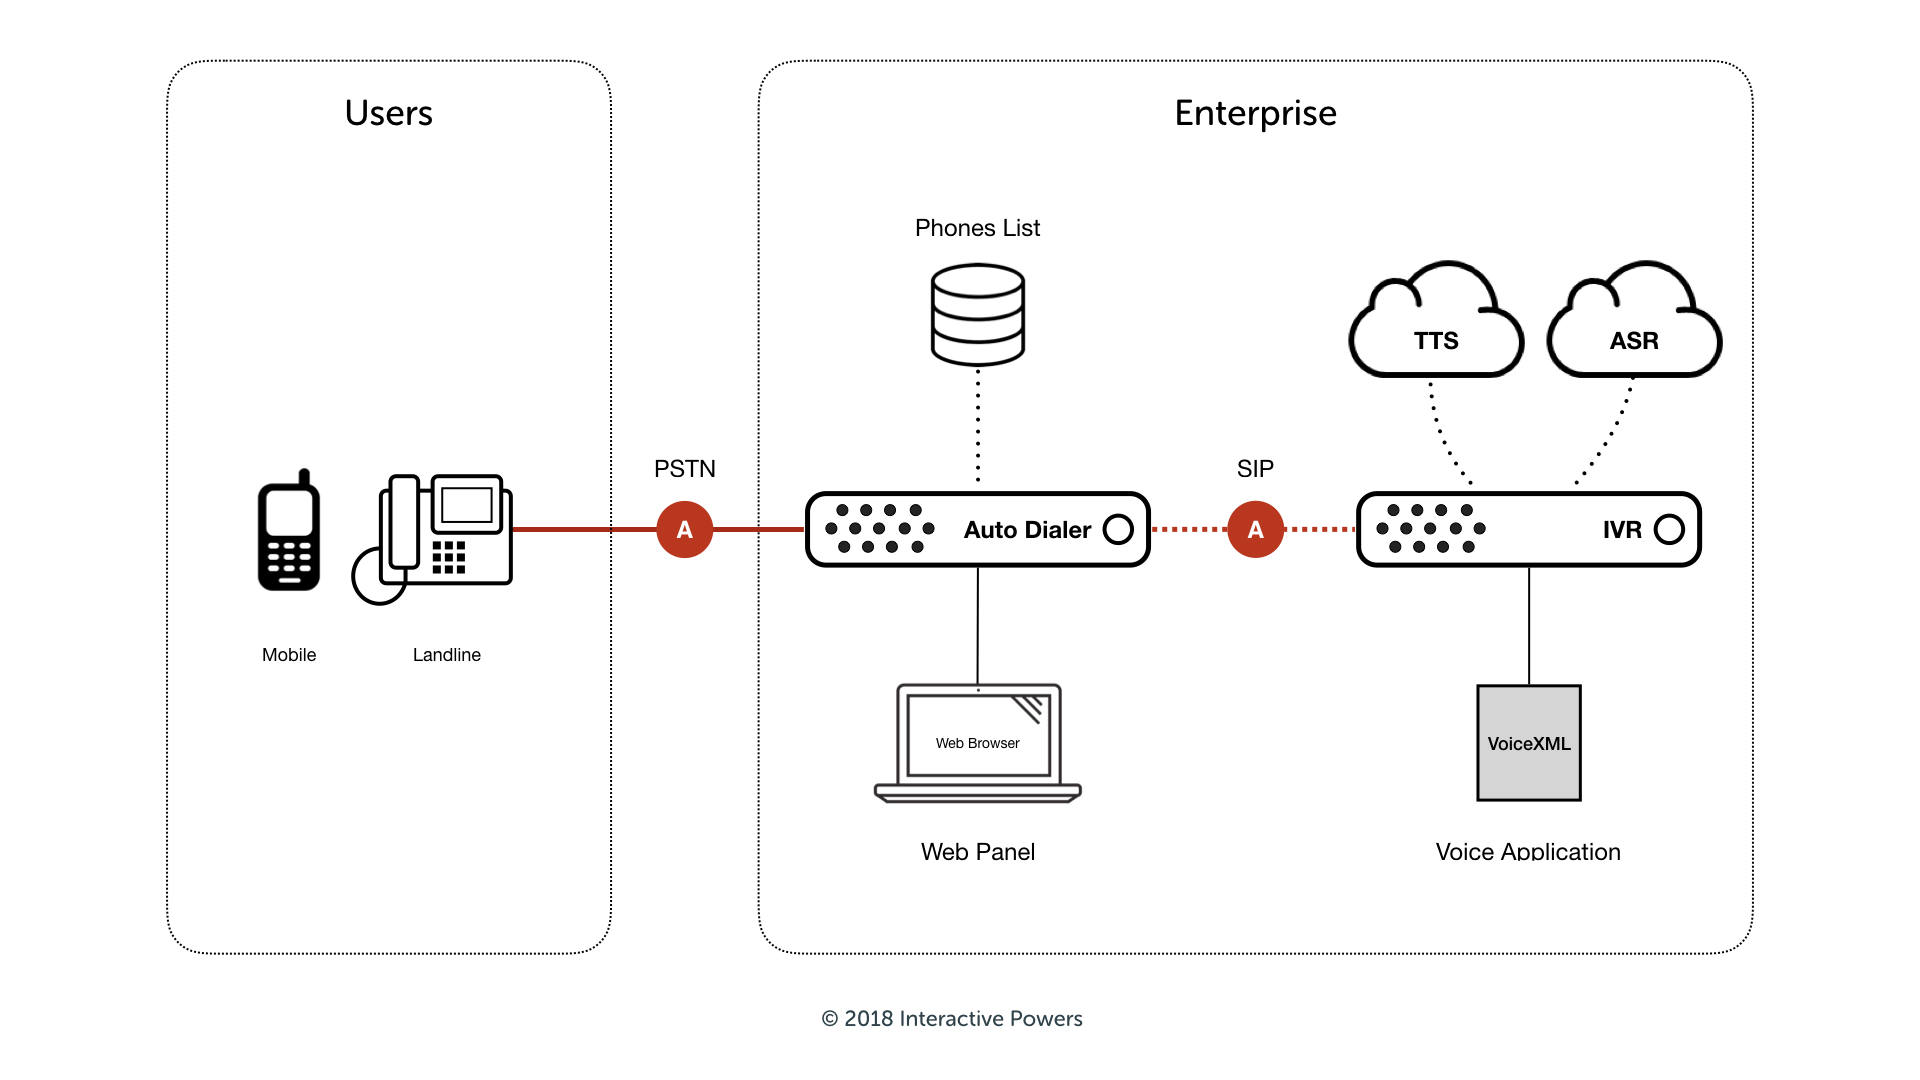 Users
Enterprise
Phones List
TTS
ASR
PSTN
SIP
A
Auto Dialer
A
IVR
Mobile
Landline
Web Browser
VoiceXML
Web Panel
Voice Application
© 2018 Interactive Powers